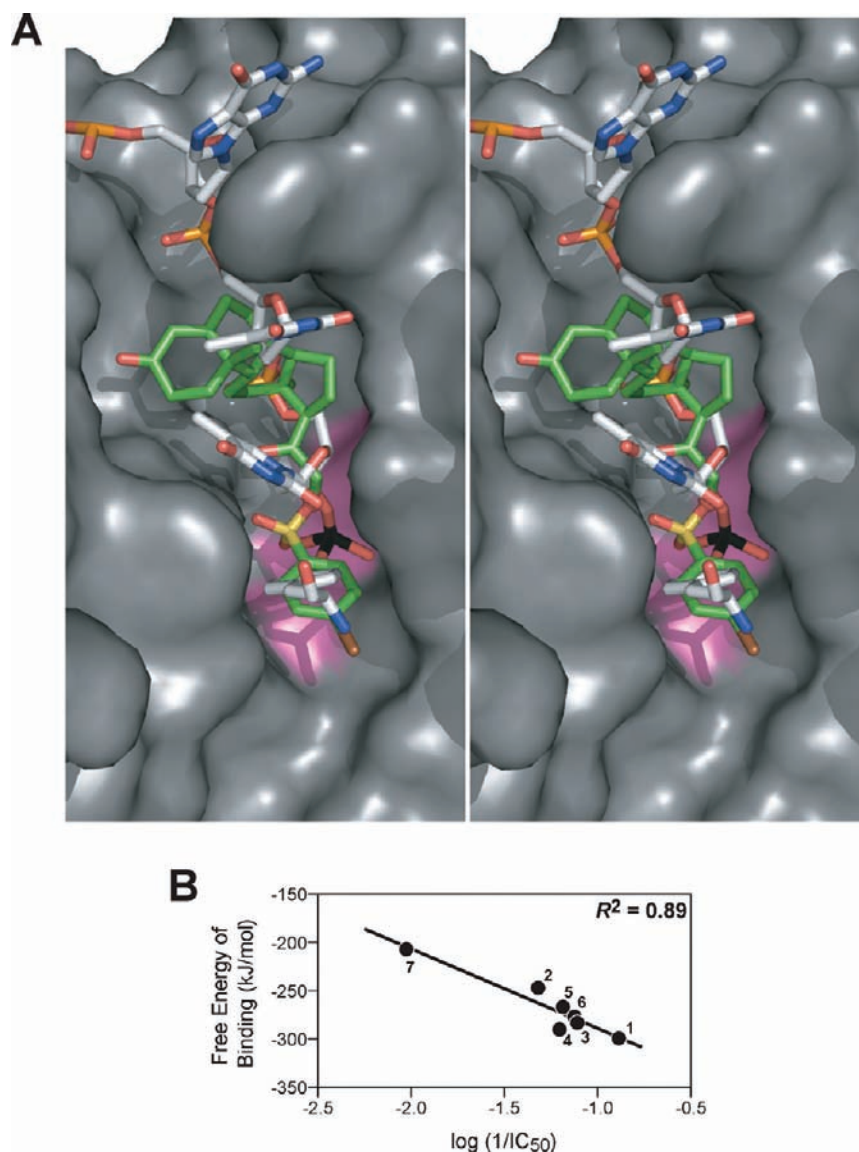 A
B
R² = 0.89
Free Energy of
Binding (kJ/mol)
-150
-200
-250
-300
-350
7
2
5
6
4
3
1
-2.5
-2.0
-1.5
-1.0
-0.5
log (1/IC₅₀)